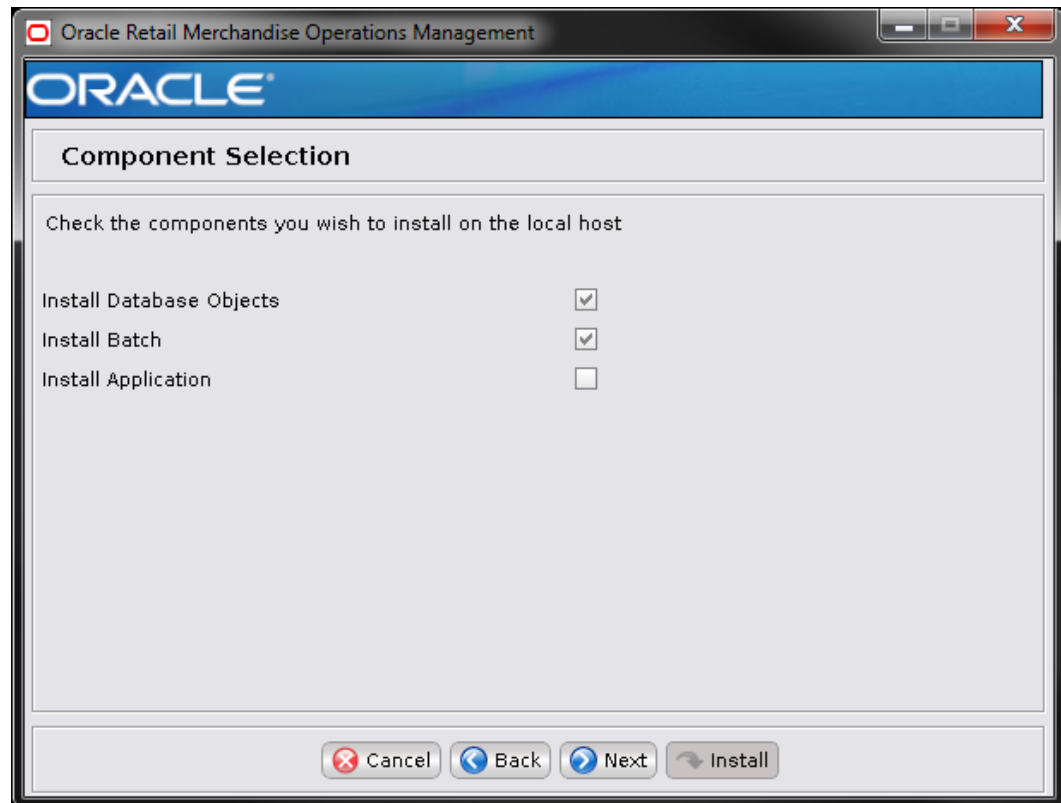 Oracle Retail Merchandise Operations Management
ORACLE®
Component Selection
Check the components you wish to install on the local host
Install Database Objects
Install Batch
Install Application
Cancel
Back
Next
Install